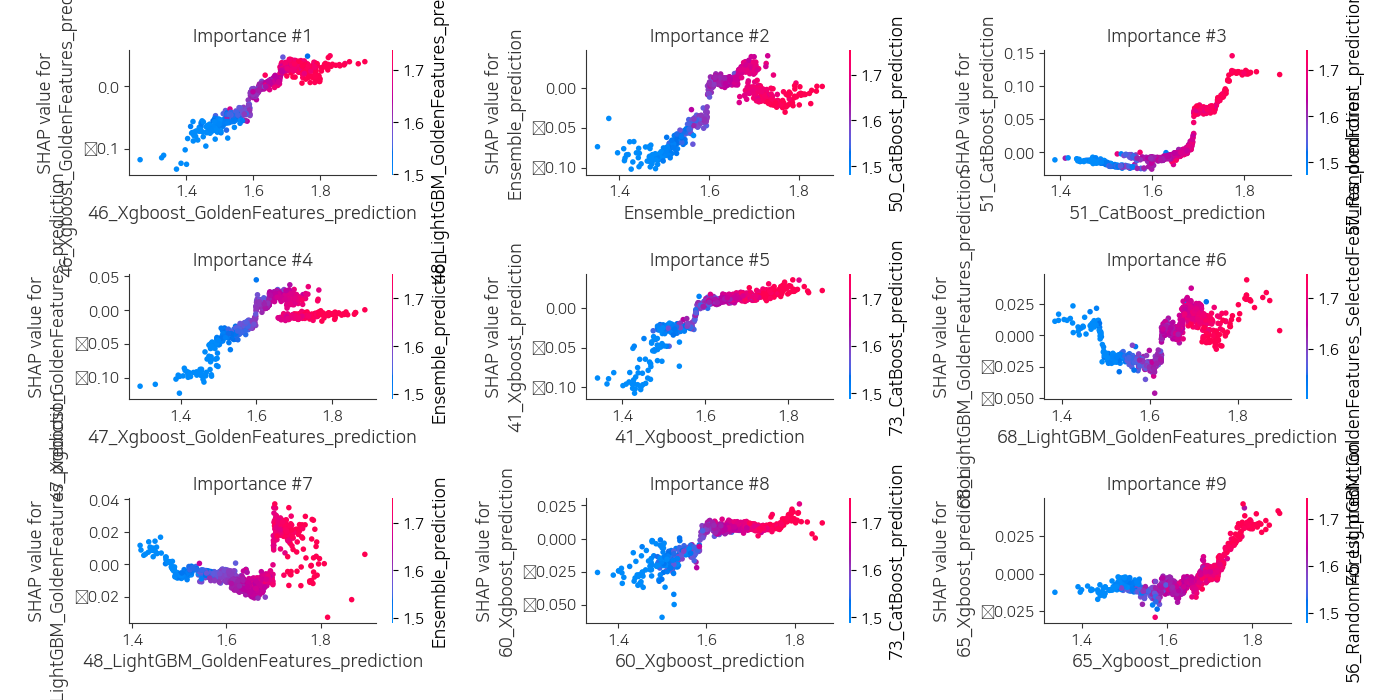 Importance #1
SHAP value for
46_Xgboost_GoldenFeatures_prediction
0.0
0.1
1.4
1.6
1.8
46_Xgboost_GoldenFeatures_prediction
1.7
1.6
1.5
48_LightGBM_GoldenFeatures_prediction
Importance #2
SHAP value for
Ensemble_prediction
0.00
0.05
0.10
1.4
1.6
1.8
Ensemble_prediction
1.7
1.6
1.5
50_CatBoost_prediction
Importance #3
SHAP value for
51_CatBoost_prediction
0.15
0.10
0.05
0.00
1.4
1.6
1.8
51_CatBoost_prediction
1.7
1.6
1.5
Importance #4
SHAP value for
47_Xgboost_GoldenFeatures_prediction
0.05
0.00
0.05
0.10
1.4
1.6
1.8
47_Xgboost_GoldenFeatures_prediction
1.7
1.6
1.5
Ensemble_prediction
Importance #5
SHAP value for
41_Xgboost_prediction
0.00
0.05
0.10
1.4
1.6
1.8
41_Xgboost_prediction
1.7
1.6
1.5
73_CatBoost_prediction
Importance #6
SHAP value for
68_LightGBM_GoldenFeatures_prediction
0.025
0.000
0.025
0.050
1.4
1.6
1.8
68_LightGBM_GoldenFeatures_prediction
1.7
1.6
Importance #7
SHAP value for
48_LightGBM_GoldenFeatures_prediction
0.04
0.02
0.00
0.02
1.4
1.6
1.8
48_LightGBM_GoldenFeatures_prediction
1.7
1.6
1.5
Ensemble_prediction
Importance #8
SHAP value for
60_Xgboost_prediction
0.025
0.000
0.025
0.050
1.4
1.6
1.8
60_Xgboost_prediction
1.7
1.6
1.5
73_CatBoost_prediction
Importance #9
SHAP value for
65_Xgboost_prediction
0.025
0.000
0.025
1.4
1.6
1.8
65_Xgboost_prediction
1.7
1.6
1.5